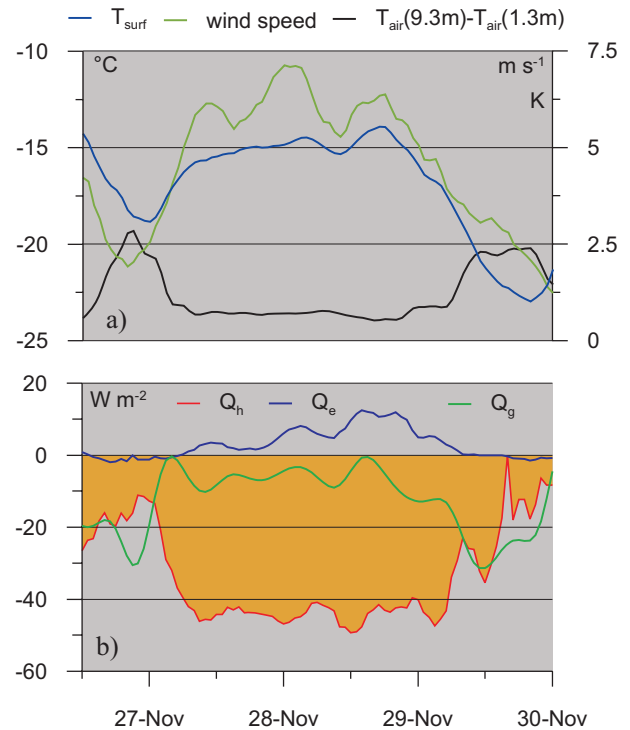 T_surf wind speed T_air(9.3m)-T_air(1.3m)
-10 °C m s⁻¹ 7.5
K
-15 5
-20 2.5
-25 a) 0
20 W m⁻² Q_h Q_e Q_g
0
-20
-40
-60 b)
27-Nov 28-Nov 29-Nov 30-Nov